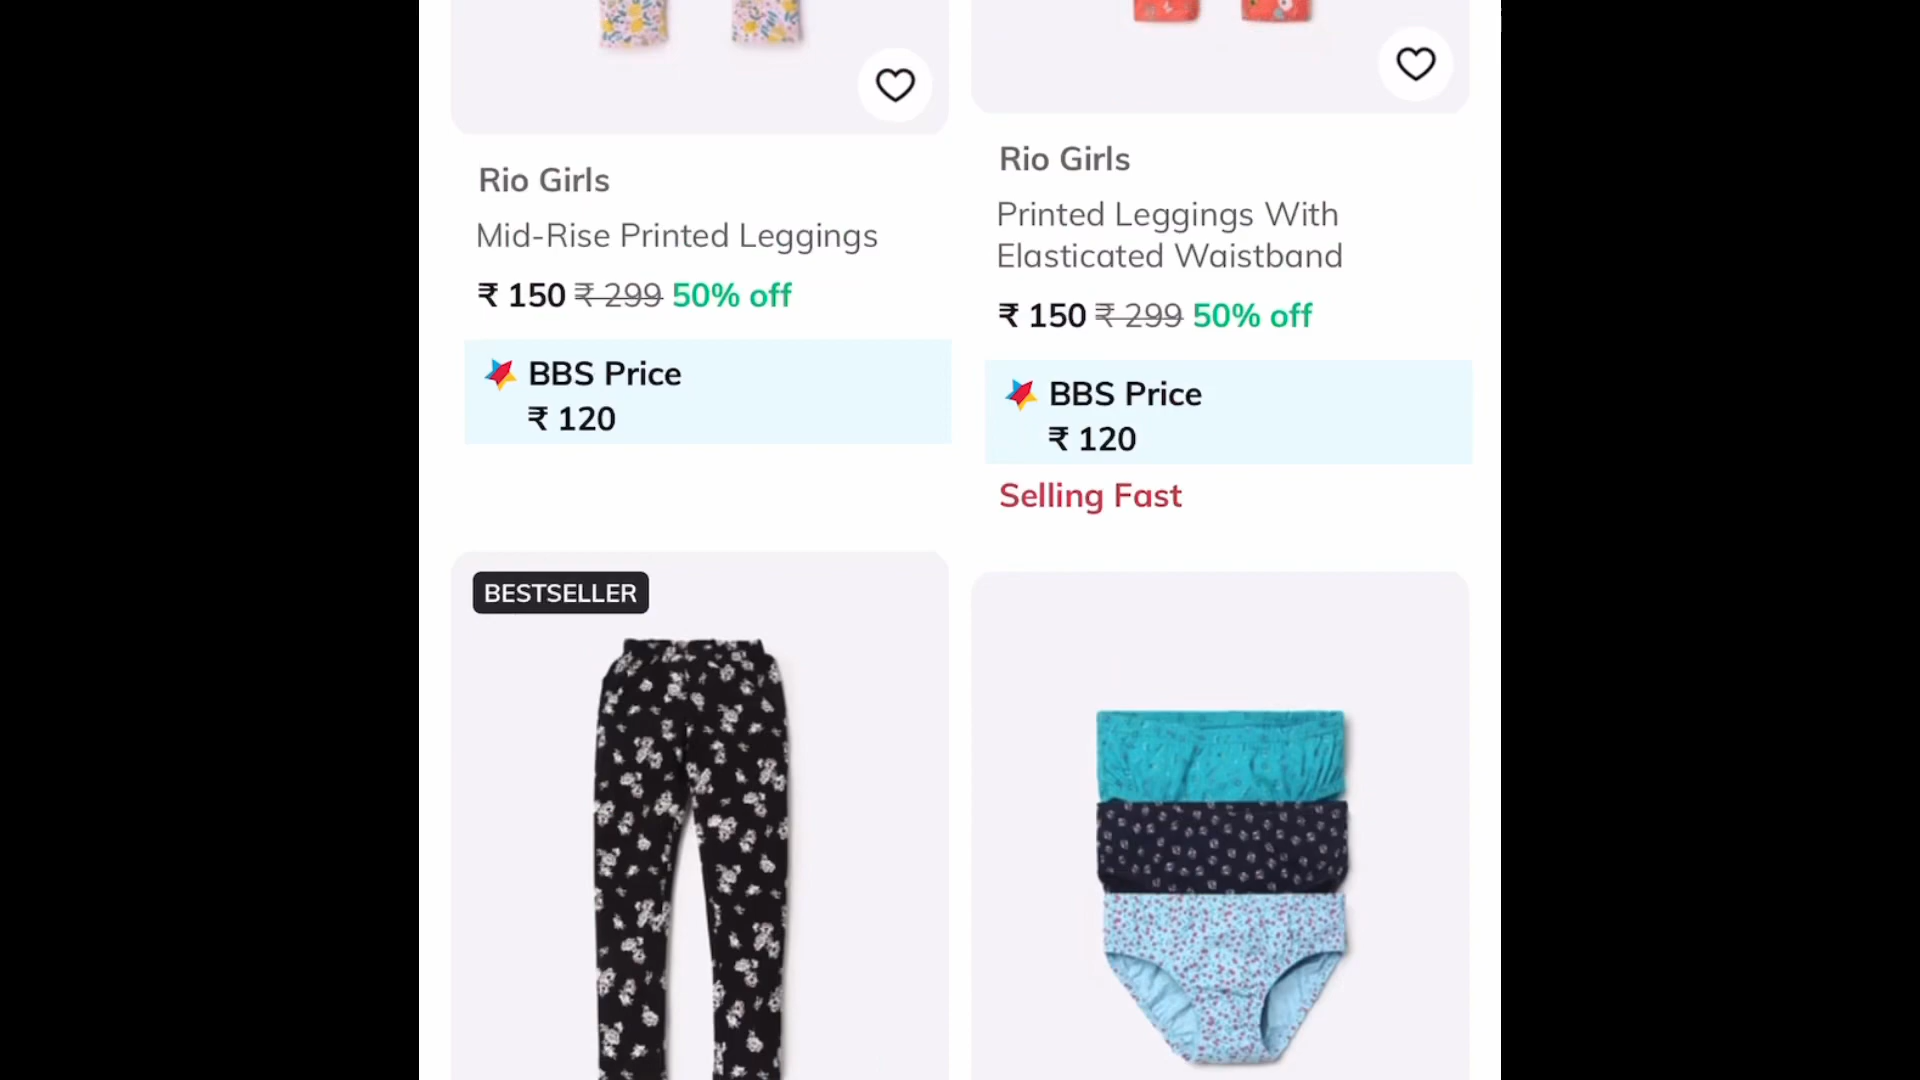 Rio Girls
Mid-Rise Printed Leggings
₹ 150 ₹ 299 50% off
BBS Price
₹ 120
Rio Girls
Printed Leggings With
Elasticated Waistband
₹ 150 ₹ 299 50% off
BBS Price
₹ 120
Selling Fast
BESTSELLER